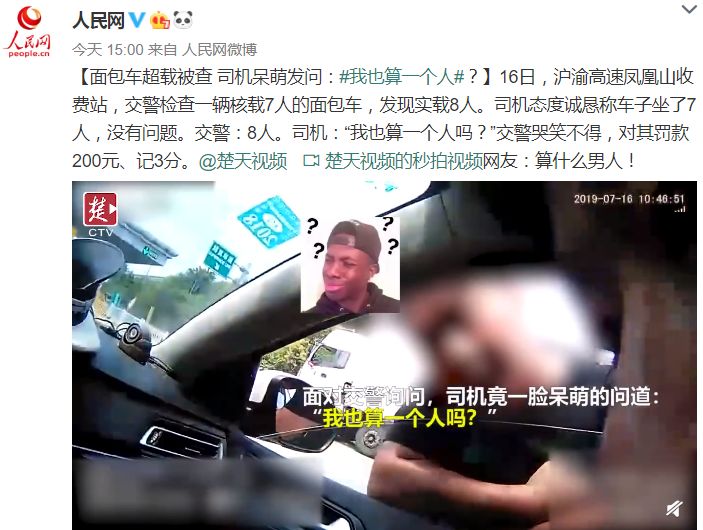 人民网
people.cn
人民网
今天 15:00 来自 人民网微博
【面包车超载被查 司机呆萌发问：#我也算一个人#？】16日，沪渝高速凤凰山收
费站，交警检查一辆核载7人的面包车，发现实载8人。司机态度诚恳称车子坐了7
人，没有问题。交警：8人。司机：“我也算一个人吗？”交警哭笑不得，对其罚款
200元、记3分。@楚天视频 楚天视频的秒拍视频网友：算什么男人！
楚
CTV
2019-07-16 10:46:51
? ?
? ?
面对交警询问，司机竟一脸呆萌的问道：
“我也算一个人吗？”